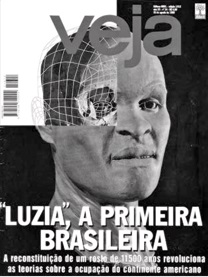 veja
"LUZIA", A PRIMEIRA
BRASILEIRA
A reconstituição de um rosto de 11500 anos revoluciona
as teorias sobre a ocupação do continente americano